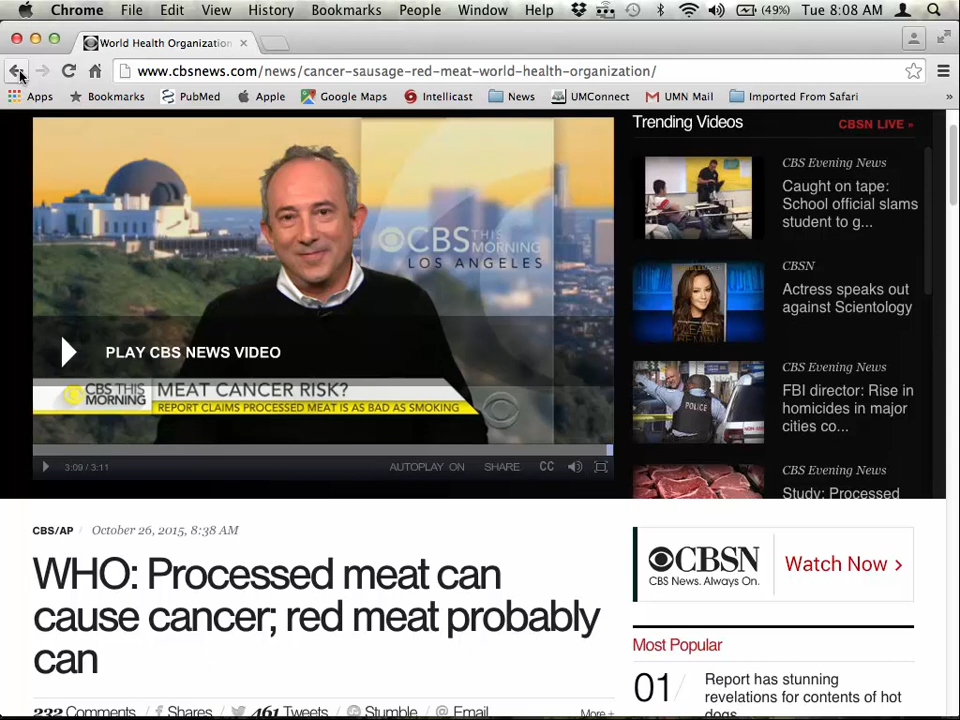 Chrome File Edit View History Bookmarks People Window Help (49%) Tue 8:08 AM
World Health Organization
www.cbsnews.com/news/cancer-sausage-red-meat-world-health-organization/
Apps Bookmarks PubMed Apple Google Maps Intellicast News UMConnect UMN Mail Imported From Safari »
CBS THIS MORNING
LOS ANGELES
PLAY CBS NEWS VIDEO
CBS THIS MORNING
MEAT CANCER RISK?
REPORT CLAIMS PROCESSED MEAT IS AS BAD AS SMOKING
3:09 / 3:11 AUTOPLAY ON SHARE CC
Trending Videos CBSN LIVE »
CBS Evening News
Caught on tape:
School official slams
student to g...
CBSN
Actress speaks out
against Scientology
CBS Evening News
FBI director: Rise in
homicides in major
cities co...
POLICE
CBS Evening News
Study: Processed
CBS/AP / October 26, 2015, 8:38 AM
WHO: Processed meat can
cause cancer; red meat probably
can
232 Comments / Shares / 461 Tweets / Stumble / Email More +
CBSN
CBS News. Always On.
Watch Now >
Most Popular
01 / Report has stunning
revelations for contents of hot
dogs